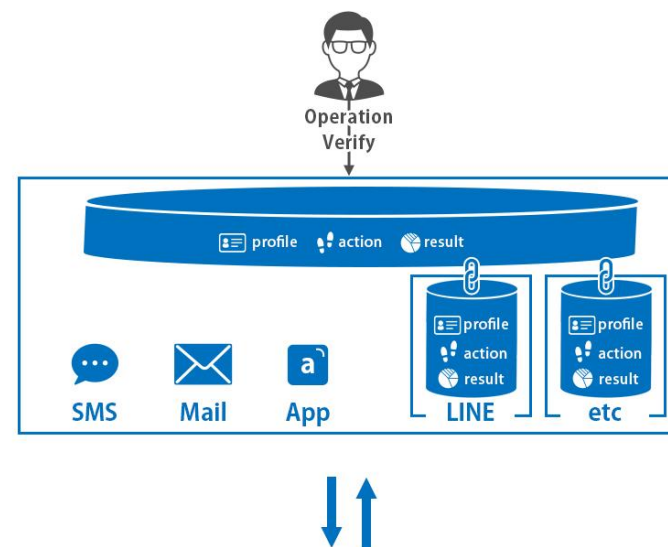 Operation
Verify
profile action result
profile
action
result
profile
action
result
SMS
Mail
a
App
LINE
etc